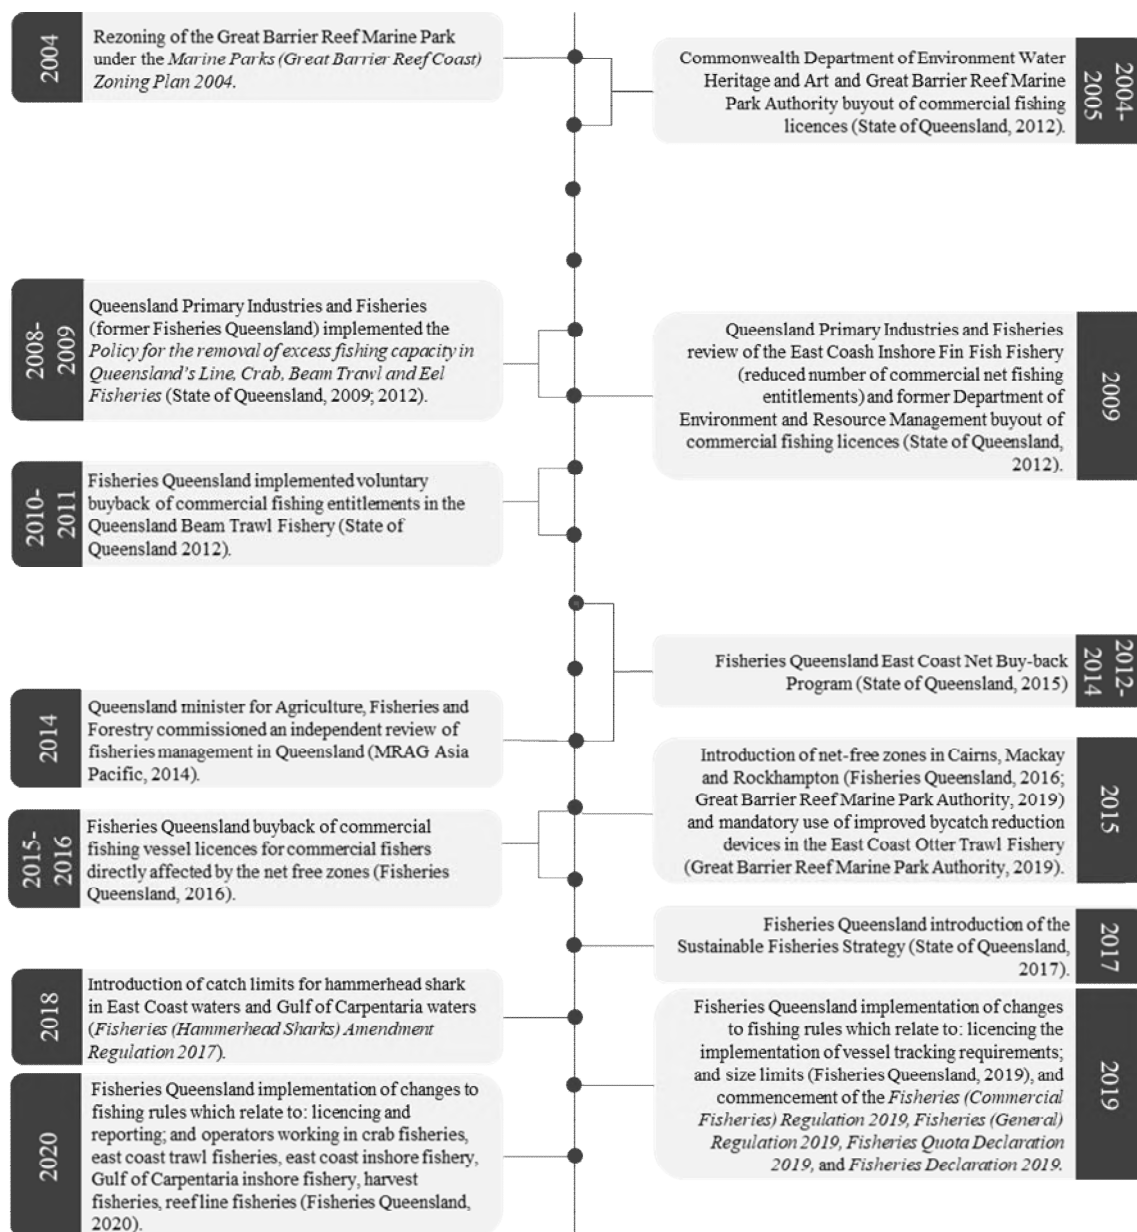 2004
Rezoning of the Great Barrier Reef Marine Park
under the Marine Parks (Great Barrier Reef Coast)
Zoning Plan 2004.
2004-
2005
Commonwealth Department of Environment Water
Heritage and Art and Great Barrier Reef Marine
Park Authority buyout of commercial fishing
licences (State of Queensland, 2012).
2008-
2009
Queensland Primary Industries and Fisheries
(former Fisheries Queensland) implemented the
Policy for the removal of excess fishing capacity in
Queensland's Line, Crab, Beam Trawl and Eel
Fisheries (State of Queensland, 2009; 2012).
2009
Queensland Primary Industries and Fisheries
review of the East Coash Inshore Fin Fish Fishery
(reduced number of commercial net fishing
entitlements) and former Department of
Environment and Resource Management buyout of
commercial fishing licences (State of Queensland,
2012).
2010-
2011
Fisheries Queensland implemented voluntary
buyback of commercial fishing entitlements in the
Queensland Beam Trawl Fishery (State of
Queensland 2012).
2012-
2014
Fisheries Queensland East Coast Net Buy-back
Program (State of Queensland, 2015)
2014
Queensland minister for Agriculture, Fisheries and
Forestry commissioned an independent review of
fisheries management in Queensland (MRAG Asia
Pacific, 2014).
2015
Introduction of net-free zones in Cairns, Mackay
and Rockhampton (Fisheries Queensland, 2016;
Great Barrier Reef Marine Park Authority, 2019)
and mandatory use of improved bycatch reduction
devices in the East Coast Otter Trawl Fishery
(Great Barrier Reef Marine Park Authority, 2019).
2015-
2016
Fisheries Queensland buyback of commercial
fishing vessel licences for commercial fishers
directly affected by the net free zones (Fisheries
Queensland, 2016).
2017
Fisheries Queensland introduction of the
Sustainable Fisheries Strategy (State of Queensland,
2017).
2018
Introduction of catch limits for hammerhead shark
in East Coast waters and Gulf of Carpentaria waters
(Fisheries (Hammerhead Sharks) Amendment
Regulation 2017).
2019
Fisheries Queensland implementation of changes
to fishing rules which relate to: licencing the
implementation of vessel tracking requirements;
and size limits (Fisheries Queensland, 2019), and
commencement of the Fisheries (Commercial
Fisheries) Regulation 2019, Fisheries (General)
Regulation 2019, Fisheries Quota Declaration
2019, and Fisheries Declaration 2019.
2020
Fisheries Queensland implementation of changes to
fishing rules which relate to: licencing and
reporting; and operators working in crab fisheries,
east coast trawl fisheries, east coast inshore fishery,
Gulf of Carpentaria inshore fishery, harvest
fisheries, reef line fisheries (Fisheries Queensland,
2020).